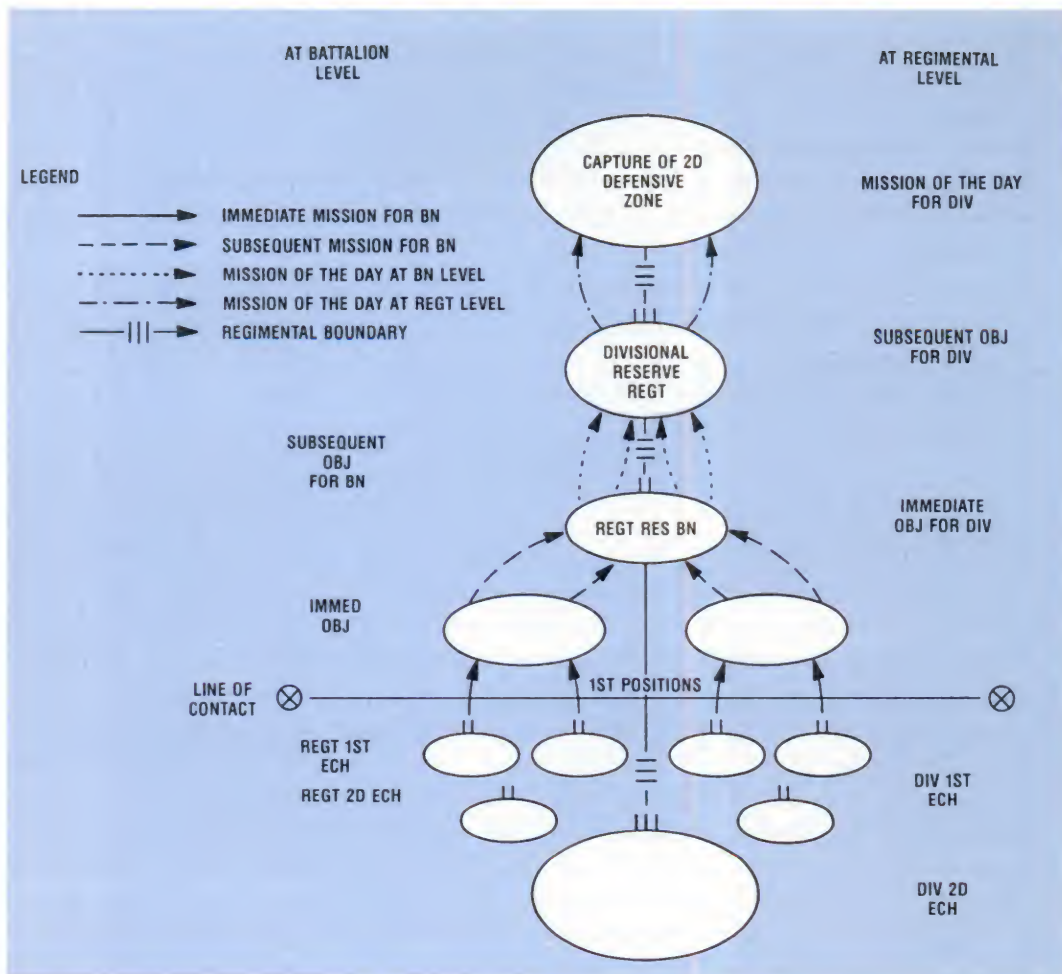 AT BATTALION
LEVEL
AT REGIMENTAL
LEVEL
CAPTURE OF 2D
DEFENSIVE
ZONE
MISSION OF THE DAY
FOR DIV
LEGEND
IMMEDIATE MISSION FOR BN
SUBSEQUENT MISSION FOR BN
MISSION OF THE DAY AT BN LEVEL
MISSION OF THE DAY AT REGT LEVEL
REGIMENTAL BOUNDARY
DIVISIONAL
RESERVE
REGT
SUBSEQUENT OBJ
FOR DIV
SUBSEQUENT
OBJ
FOR BN
REGT RES BN
IMMEDIATE
OBJ FOR DIV
IMMED
OBJ
LINE OF
CONTACT
1ST POSITIONS
REGT 1ST
ECH
REGT 2D ECH
DIV 1ST
ECH
DIV 2D
ECH